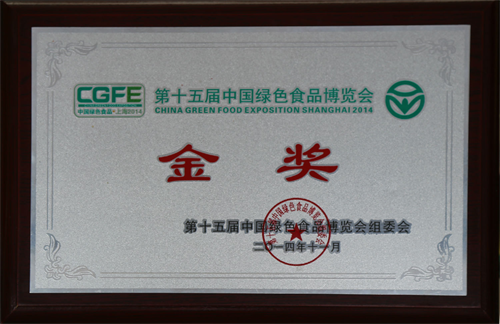 CGFE
中国绿色食品•上海2014
第十五届中国绿色食品博览会
CHINA GREEN FOOD EXPOSITION SHANGHAI 2014
金奖
第十五届中国绿色食品博览会组委会
二〇一四年十一月